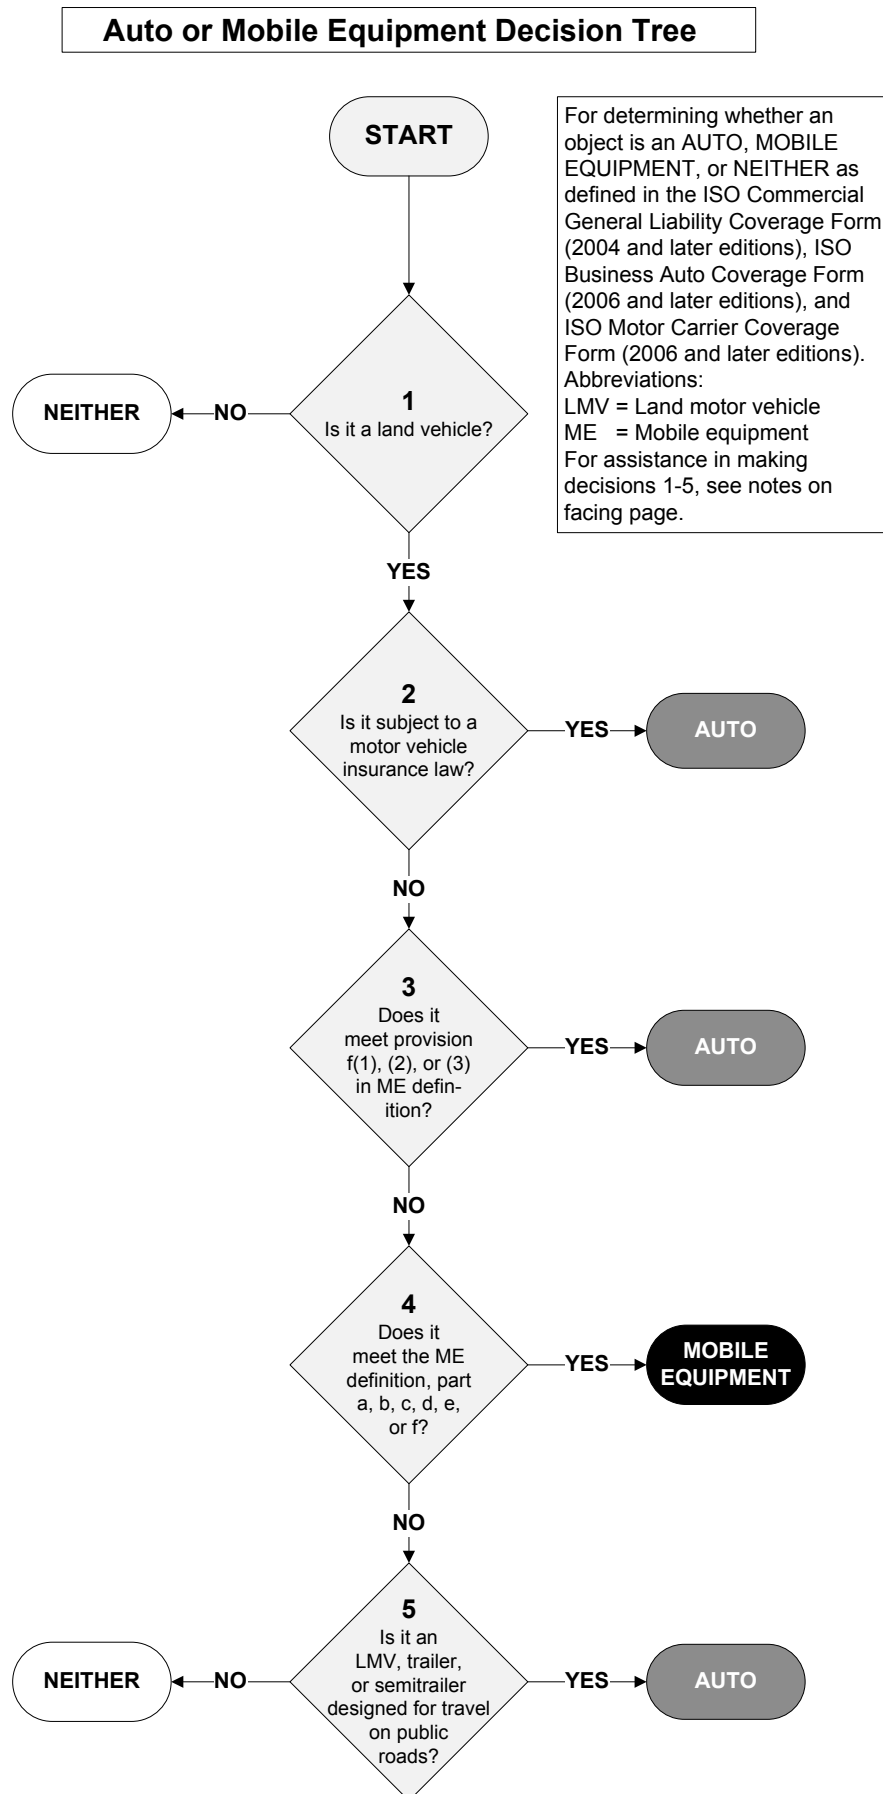 Auto or Mobile Equipment Decision Tree
START
For determining whether an
object is an AUTO, MOBILE
EQUIPMENT, or NEITHER as
defined in the ISO Commercial
General Liability Coverage Form
(2004 and later editions), ISO
Business Auto Coverage Form
(2006 and later editions), and
ISO Motor Carrier Coverage
Form (2006 and later editions).
Abbreviations:
LMV = Land motor vehicle
ME = Mobile equipment
For assistance in making
decisions 1-5, see notes on
facing page.
1
Is it a land vehicle?
NO
NEITHER
YES
2
Is it subject to a
motor vehicle
insurance law?
YES
AUTO
NO
3
Does it
meet provision
f(1), (2), or (3)
in ME defin-
ition?
YES
AUTO
NO
4
Does it
meet the ME
definition, part
a, b, c, d, e,
or f?
YES
MOBILE
EQUIPMENT
NO
5
Is it an
LMV, trailer,
or semitrailer
designed for travel
on public
roads?
NO
NEITHER
YES
AUTO